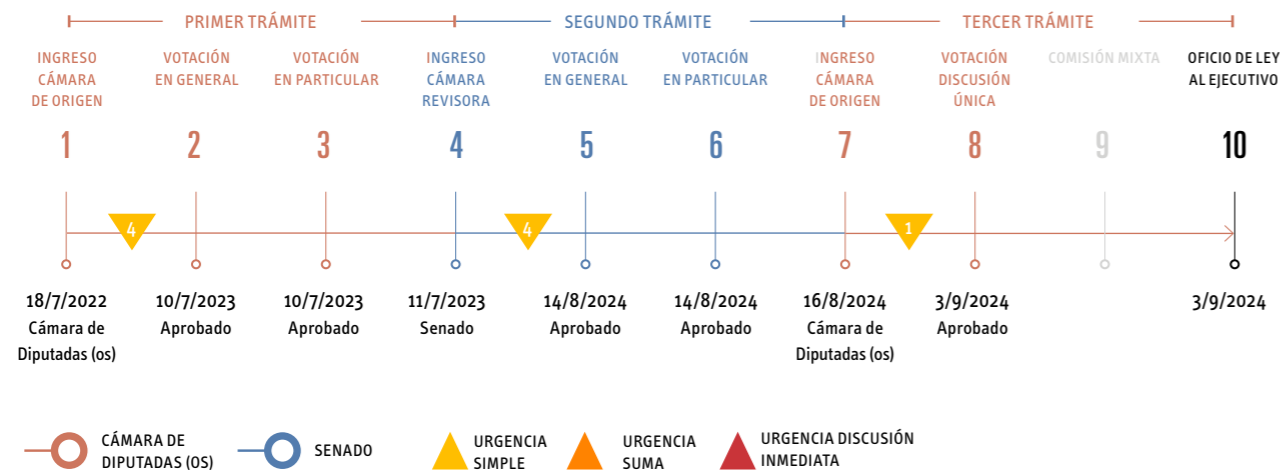 PRIMER TRÁMITE
SEGUNDO TRÁMITE
TERCER TRÁMITE
INGRESO
CÁMARA
DE ORIGEN
VOTACIÓN
EN GENERAL
VOTACIÓN
EN PARTICULAR
INGRESO
CÁMARA
REVISORA
VOTACIÓN
EN GENERAL
VOTACIÓN
EN PARTICULAR
INGRESO
CÁMARA
DE ORIGEN
VOTACIÓN
DISCUSIÓN
ÚNICA
COMISIÓN MIXTA
OFICIO DE LEY
AL EJECUTIVO
1
2
3
4
5
6
7
8
9
10
4
4
1
18/7/2022
Cámara de
Diputadas (os)
10/7/2023
Aprobado
10/7/2023
Aprobado
11/7/2023
Senado
14/8/2024
Aprobado
14/8/2024
Aprobado
16/8/2024
Cámara de
Diputadas (os)
3/9/2024
Aprobado
3/9/2024
CÁMARA DE
DIPUTADAS (OS)
SENADO
URGENCIA
SIMPLE
URGENCIA
SUMA
URGENCIA DISCUSIÓN
INMEDIATA